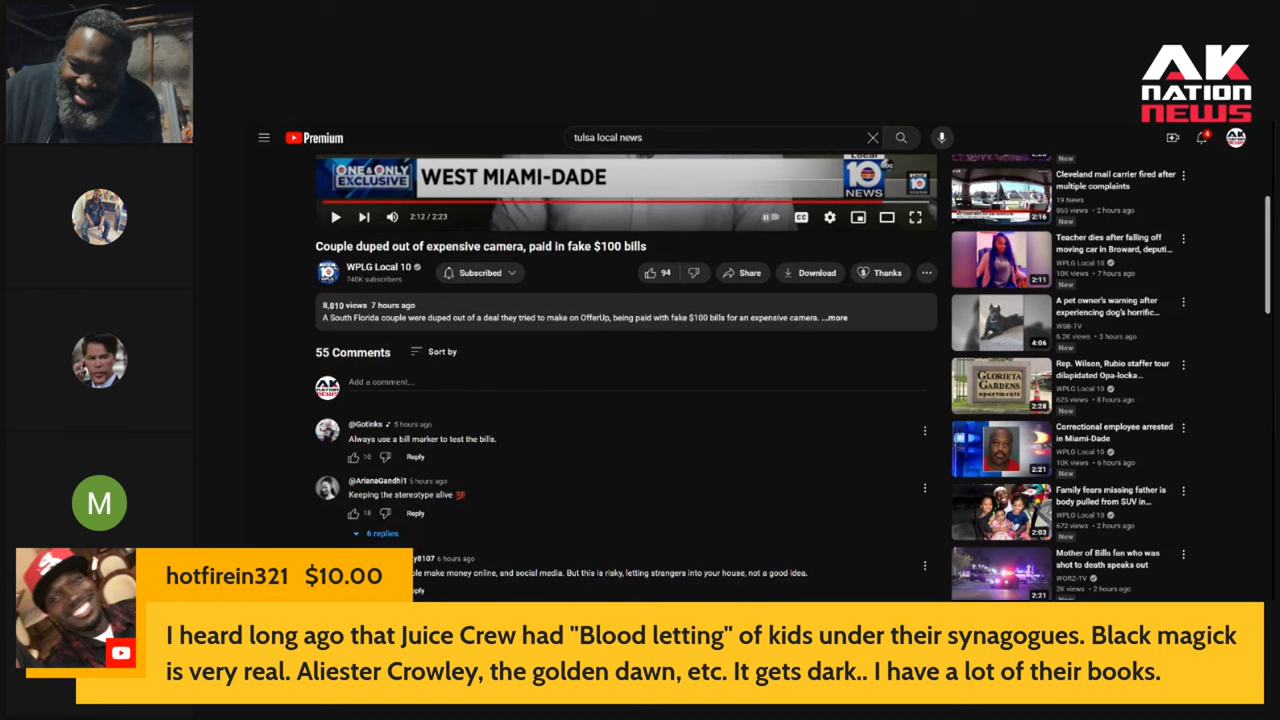 AK
NATION
NEWS
Premium
tulsa local news
4
ONE & ONLY
EXCLUSIVE
WEST MIAMI-DADE
Local
10
NEWS
abc
10
NEWS
2:12 / 2:23
CC
Couple duped out of expensive camera, paid in fake $100 bills
WPLG Local 10
740K subscribers
Subscribed
94
Share
Download
Thanks
8,810 views 7 hours ago
A South Florida couple were duped out of a deal they tried to make on OfferUp, being paid with fake $100 bills for an expensive camera. ...more
55 Comments
Sort by
Add a comment...
@Gotinks 5 hours ago
Always use a bill marker to test the bills.
10
Reply
@ArianaGandhi1 5 hours ago
Keeping the stereotype alive 💯
18
Reply
6 replies
y8107 6 hours ago
le make money online, and social media. But this is risky, letting strangers into your house, not a good idea.
New
Cleveland mail carrier fired after
multiple complaints
19 News
865 views • 2 hours ago
New
2:16
Teacher dies after falling off
moving car in Broward, deputi...
WPLG Local 10
10K views • 7 hours ago
New
2:11
A pet owner's warning after
experiencing dog's horrific...
WSB-TV
6.2K views • 3 hours ago
New
4:06
Rep. Wilson, Rubio staffer tour
dilapidated Opa-locka...
WPLG Local 10
625 views • 8 hours ago
New
GLORIETA
GARDENS
apartments
2:28
Correctional employee arrested
in Miami-Dade
WPLG Local 10
10K views • 6 hours ago
New
2:21
Family fears missing father is
body pulled from SUV in...
WPLG Local 10
672 views • 2 hours ago
New
2:03
Mother of Bills fan who was
shot to death speaks out
WGRZ-TV
2K views • 2 hours ago
New
2:21
M
hotfirein321 $10.00
I heard long ago that Juice Crew had "Blood letting" of kids under their synagogues. Black magick
is very real. Aliester Crowley, the golden dawn, etc. It gets dark.. I have a lot of their books.